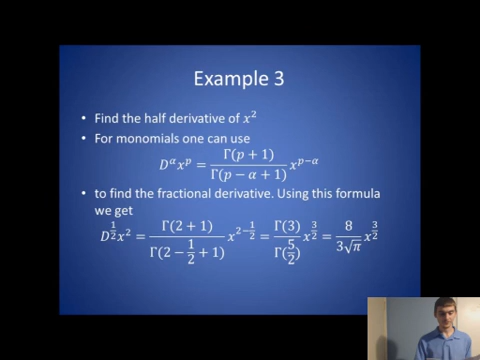 Example 3
• Find the half derivative of x²
• For monomials one can use
D^α x^p = Γ(p + 1) / Γ(p − α + 1) x^(p−α)
• to find the fractional derivative. Using this formula
we get
D^(1/2) x² = Γ(2 + 1) / Γ(2 − 1/2 + 1) x^(2−1/2) = Γ(3) / Γ(5/2) x^(3/2) = 8 / (3√π) x^(3/2)